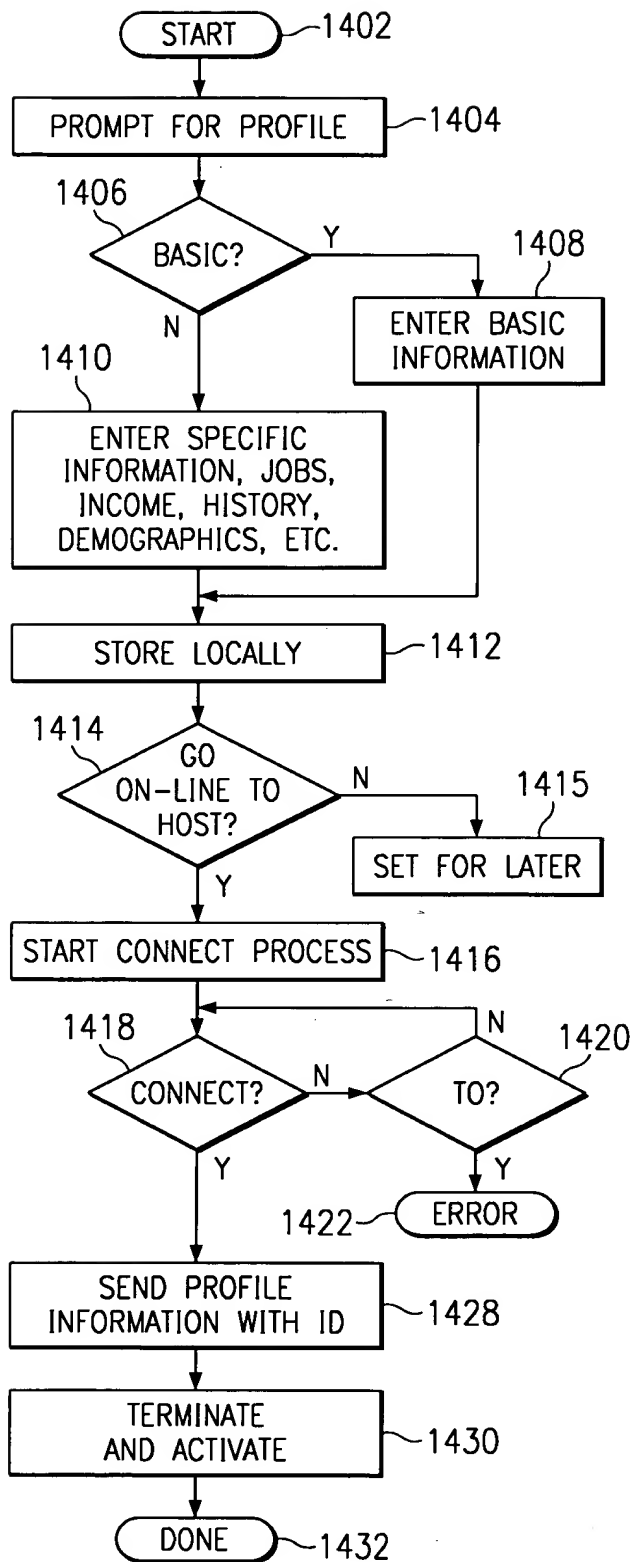 START
1402
PROMPT FOR PROFILE
1404
1406
BASIC?
Y
N
1408
ENTER BASIC
INFORMATION
1410
ENTER SPECIFIC
INFORMATION, JOBS,
INCOME, HISTORY,
DEMOGRAPHICS, ETC.
STORE LOCALLY
1412
1414
GO
ON-LINE TO
HOST?
N
Y
1415
SET FOR LATER
START CONNECT PROCESS
1416
1418
CONNECT?
N
Y
N
1420
TO?
Y
1422
ERROR
SEND PROFILE
INFORMATION WITH ID
1428
TERMINATE
AND ACTIVATE
1430
DONE
1432